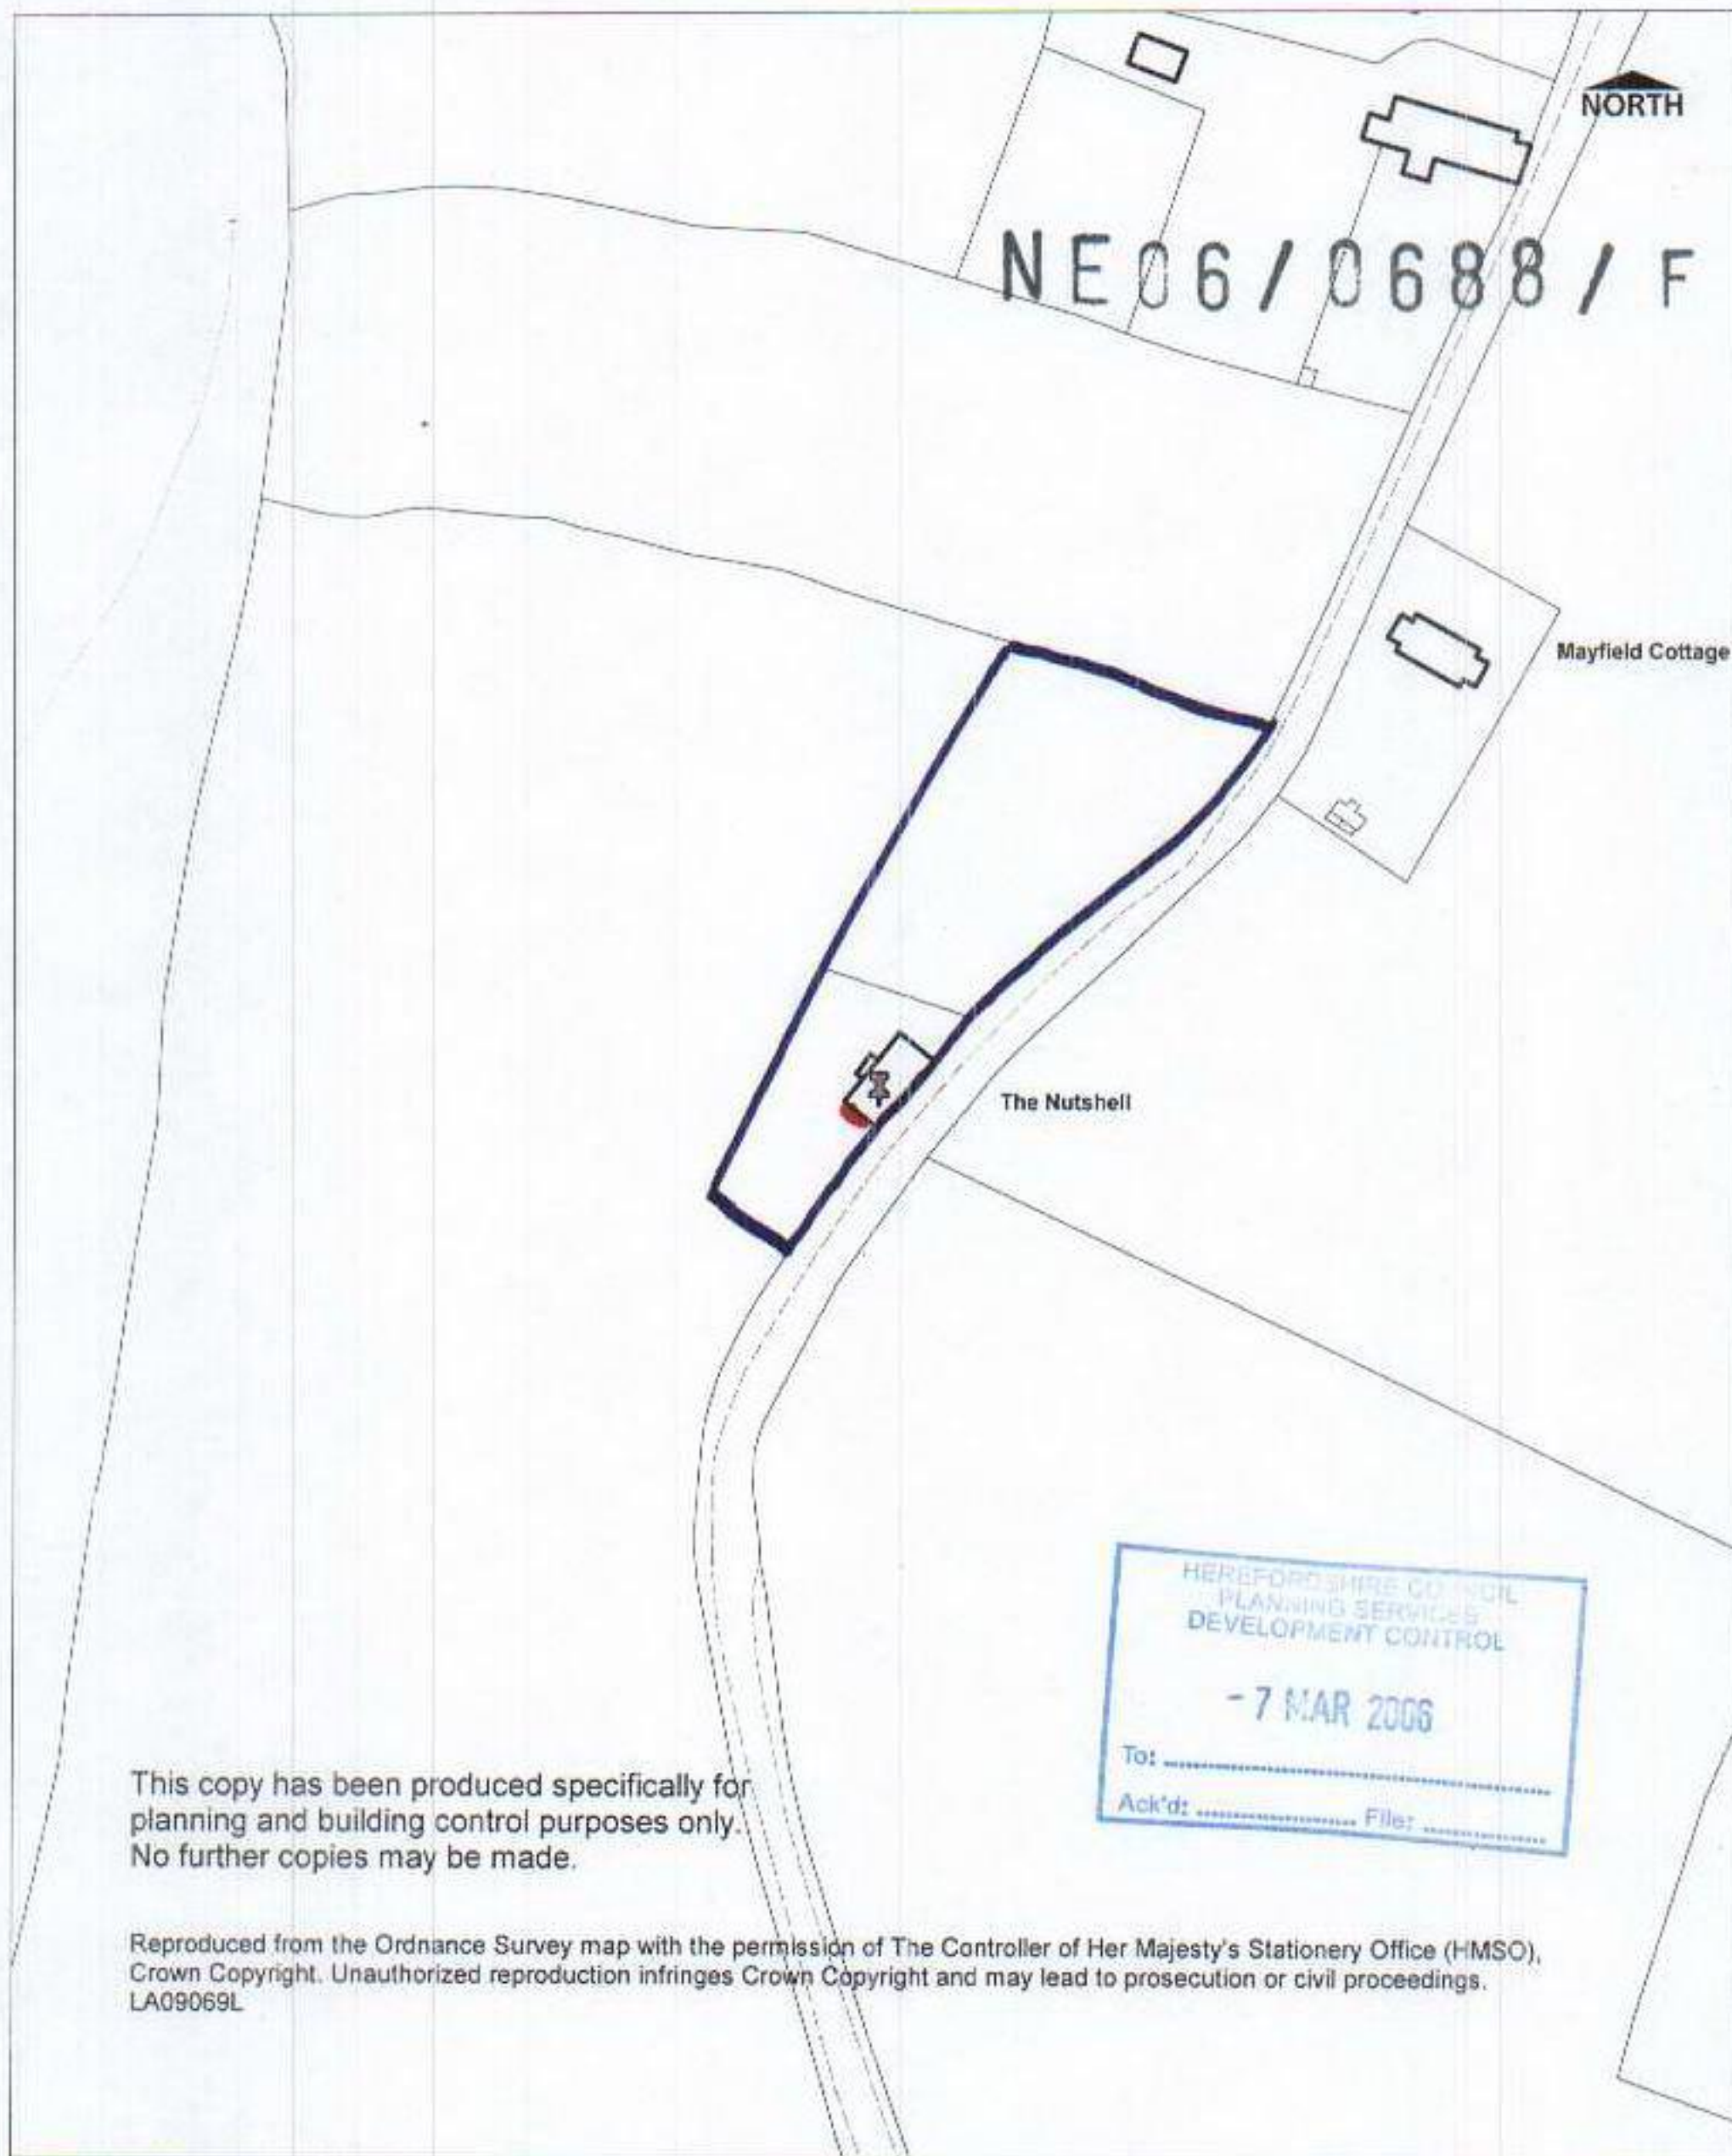 NORTH
NE06/0688/F
Mayfield Cottage
The Nutshell
HEREFORDSHIRE COUNCIL
PLANNING SERVICES
DEVELOPMENT CONTROL
- 7 MAR 2006
To:
Ack'd: File:
This copy has been produced specifically for
planning and building control purposes only.
No further copies may be made.
Reproduced from the Ordnance Survey map with the permission of The Controller of Her Majesty's Stationery Office (HMSO),
Crown Copyright. Unauthorized reproduction infringes Crown Copyright and may lead to prosecution or civil proceedings.
LA09069L